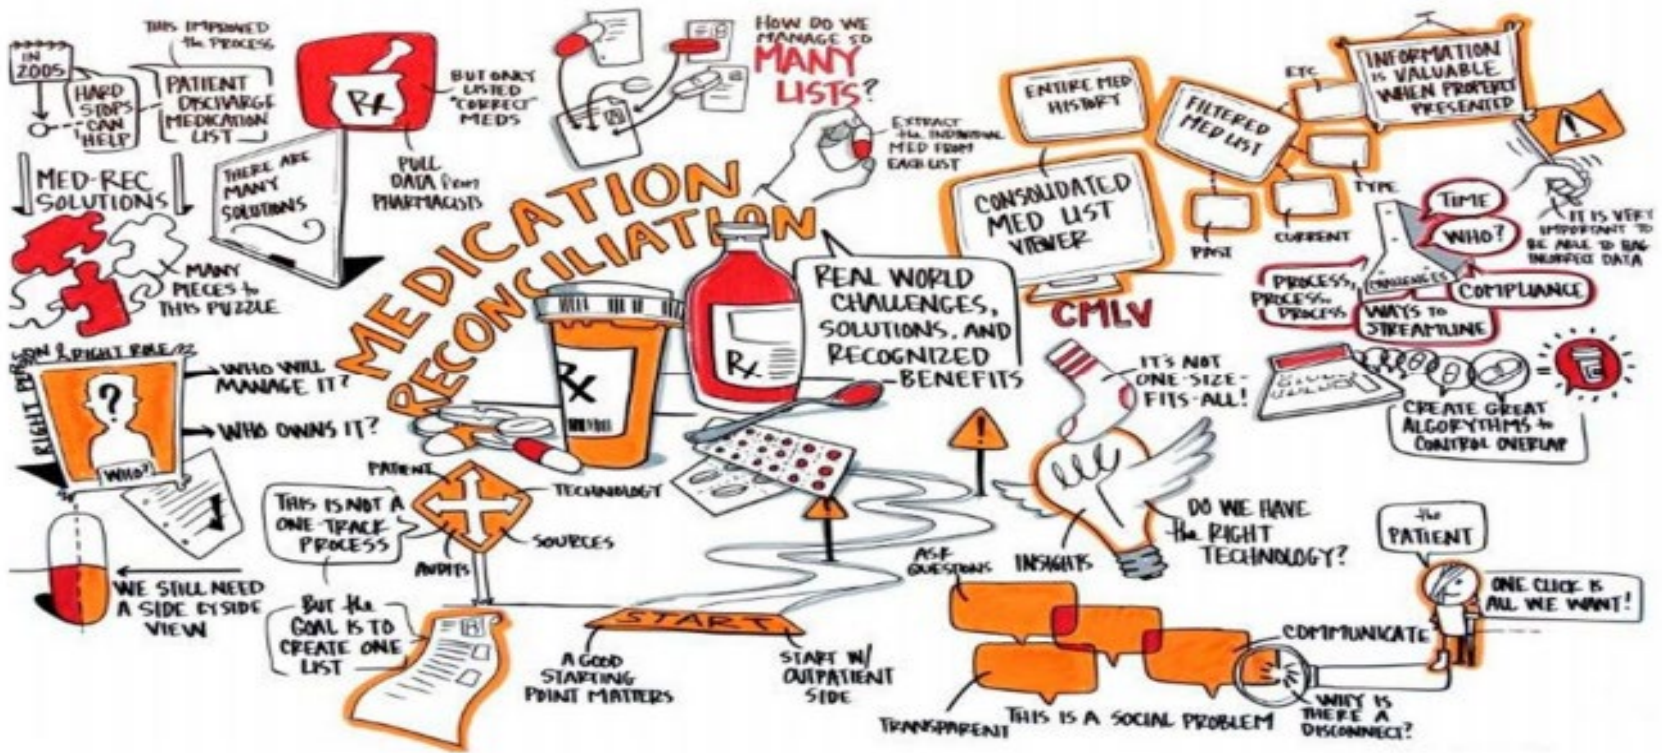 IN
2005
HARD
STOPS
CAN
HELP
THIS IMPROVED
the PROCESS
PATIENT
DISCHARGE
MEDICATION
LIST
Rx
BUT ONLY
LISTED
"CORRECT"
MEDS
PULL
DATA from
PHARMACISTS
MED-REC
SOLUTIONS
THERE ARE
MANY
SOLUTIONS
MANY
PIECES to
THIS PUZZLE
HOW DO WE
MANAGE SO
MANY
LISTS?
EXTRACT
the INDIVIDUAL
MED FROM
EACH LIST
MEDICATION
RECONCILIATION
Rx
Rx
REAL WORLD
CHALLENGES,
SOLUTIONS, AND
RECOGNIZED
BENEFITS
ENTIRE MED
HISTORY
FILTERED
MED LIST
ETC
TYPE
CURRENT
PAST
CONSOLIDATED
MED LIST
VIEWER
CMLV
INFORMATION
IS VALUABLE
WHEN PROPERLY
PRESENTED
IT IS VERY
IMPORTANT TO
BE ABLE TO
INCORRECT DATA
TIME
WHO?
CHALLENGES
COMPLIANCE
PROCESS,
PROCESS,
PROCESS
WAYS TO
STREAMLINE
CREATE GREAT
ALGORYTHMS to
CONTROL OVERLAP
IT'S NOT
ONE-SIZE-
FITS-ALL!
RIGHT PERSON & RIGHT ROLE
?
WHO?
WHO WILL
MANAGE IT?
WHO OWNS IT?
WE STILL NEED
A SIDE BY SIDE
VIEW
PATIENT
TECHNOLOGY
SOURCES
AUDITS
THIS IS NOT A
ONE-TRACK
PROCESS
BUT the
GOAL IS TO
CREATE ONE
LIST
START
A GOOD
STARTING
POINT MATTERS
START W/
OUTPATIENT
SIDE
INSIGHTS
DO WE HAVE
the RIGHT
TECHNOLOGY?
ASK
QUESTIONS
COMMUNICATE
TRANSPARENT
THIS IS A SOCIAL PROBLEM
WHY IS
THERE A
DISCONNECT?
the
PATIENT
ONE CLICK IS
ALL WE WANT!